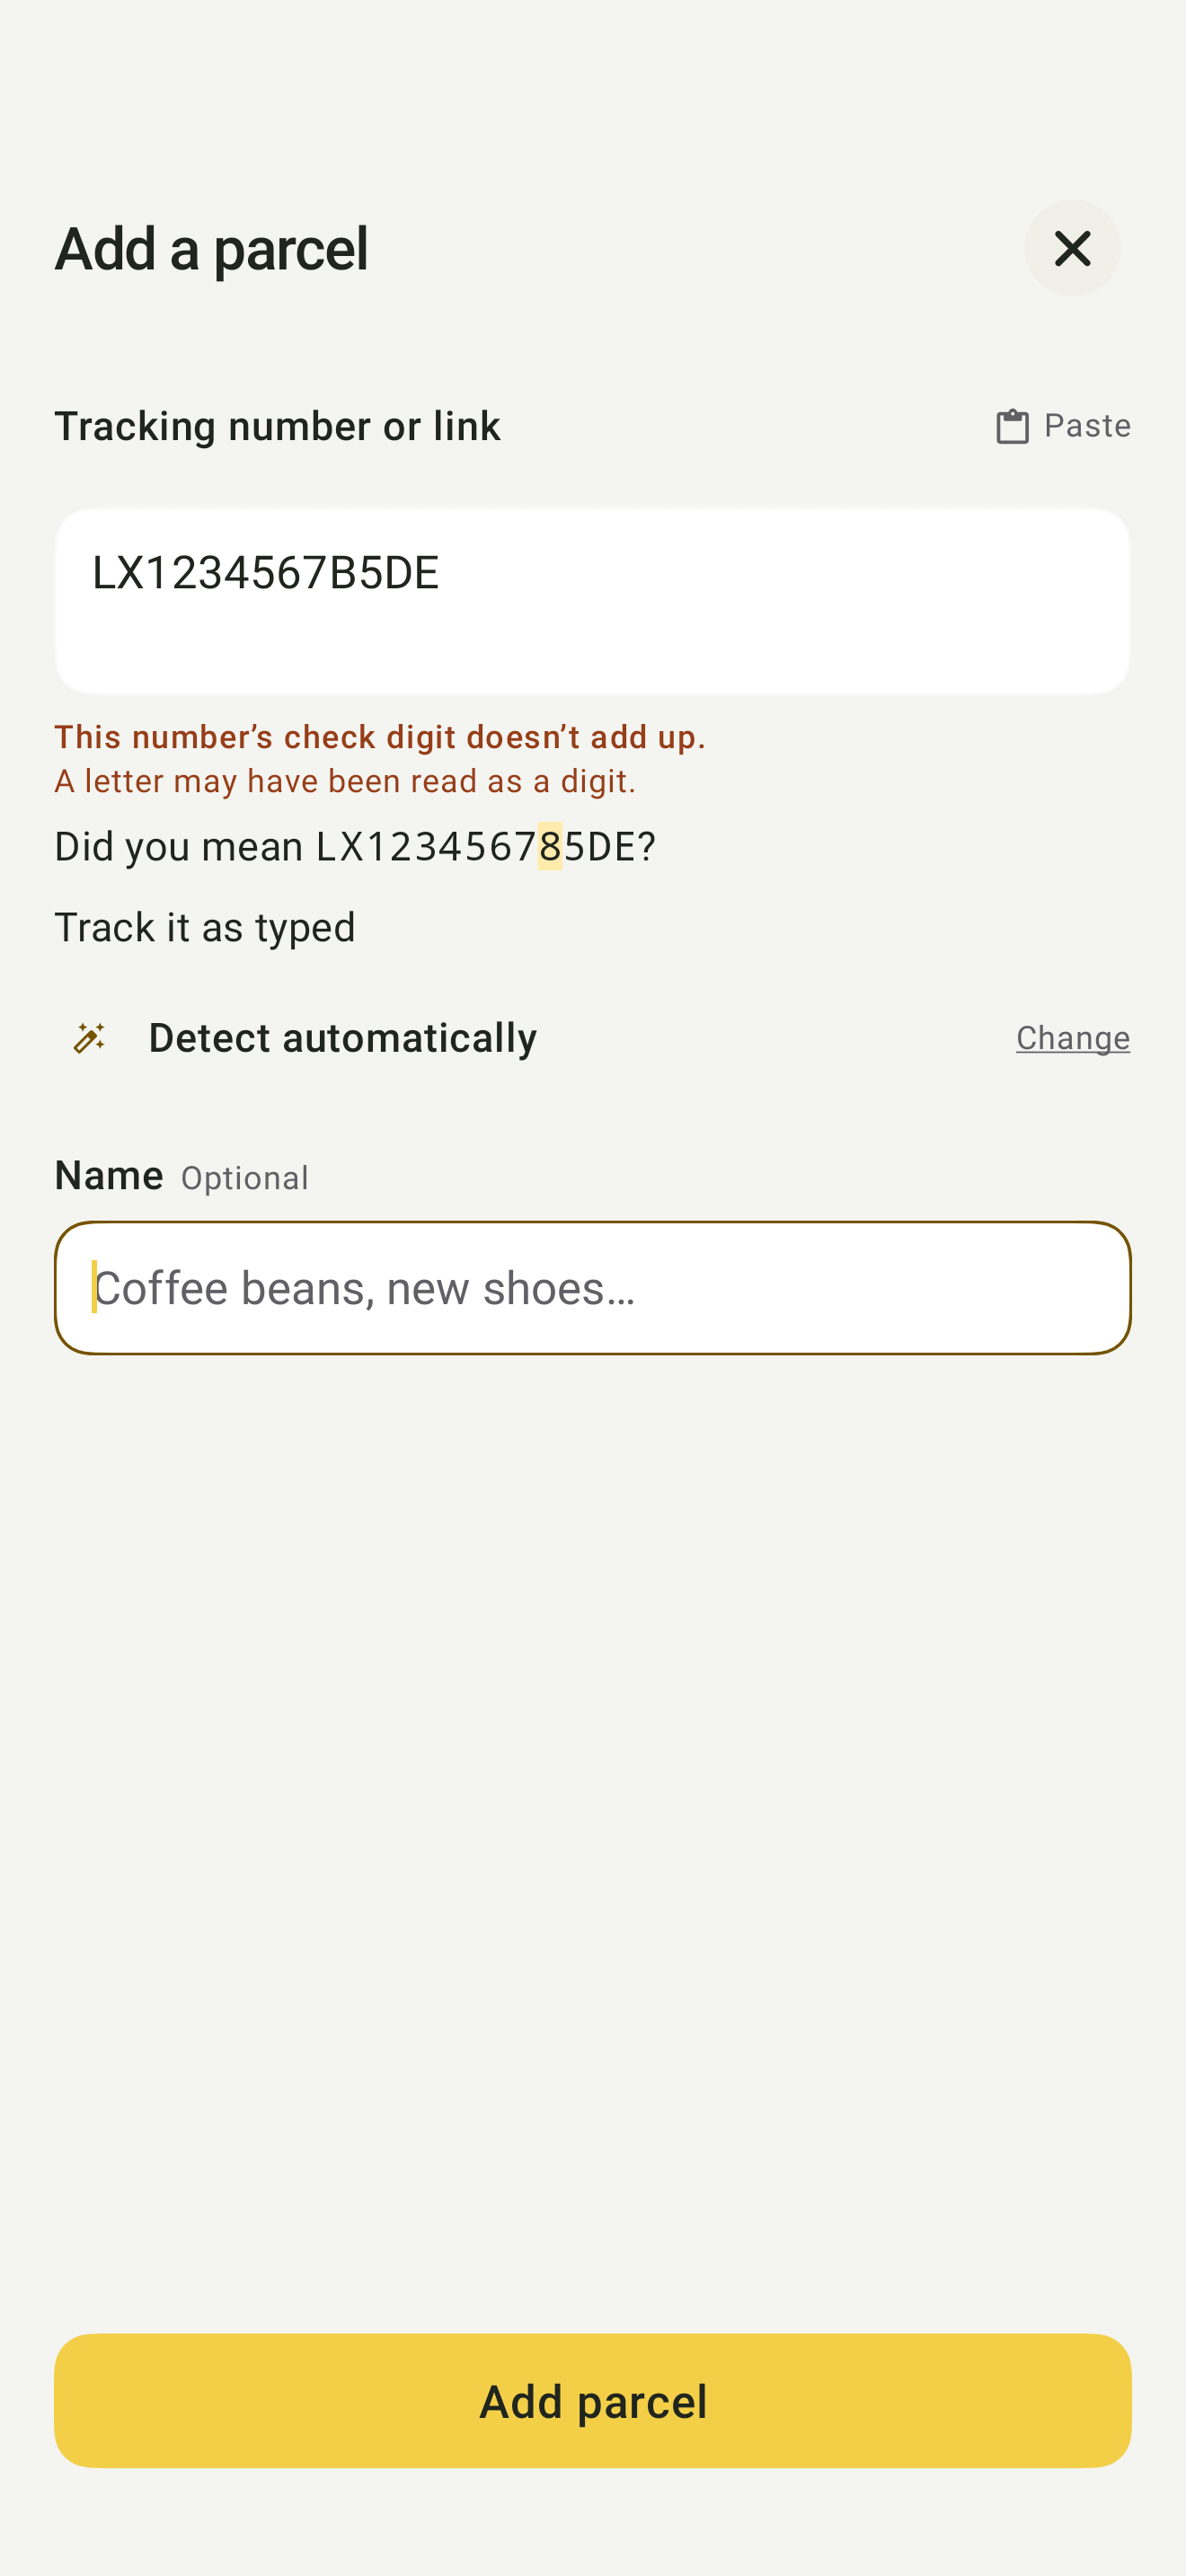 Add a parcel
Tracking number or link
Paste
LX1234567B5DE
This number’s check digit doesn’t add up.
A letter may have been read as a digit.
Did you mean LX123456785DE?
Track it as typed
Detect automatically
Change
Name Optional
Coffee beans, new shoes…
Add parcel